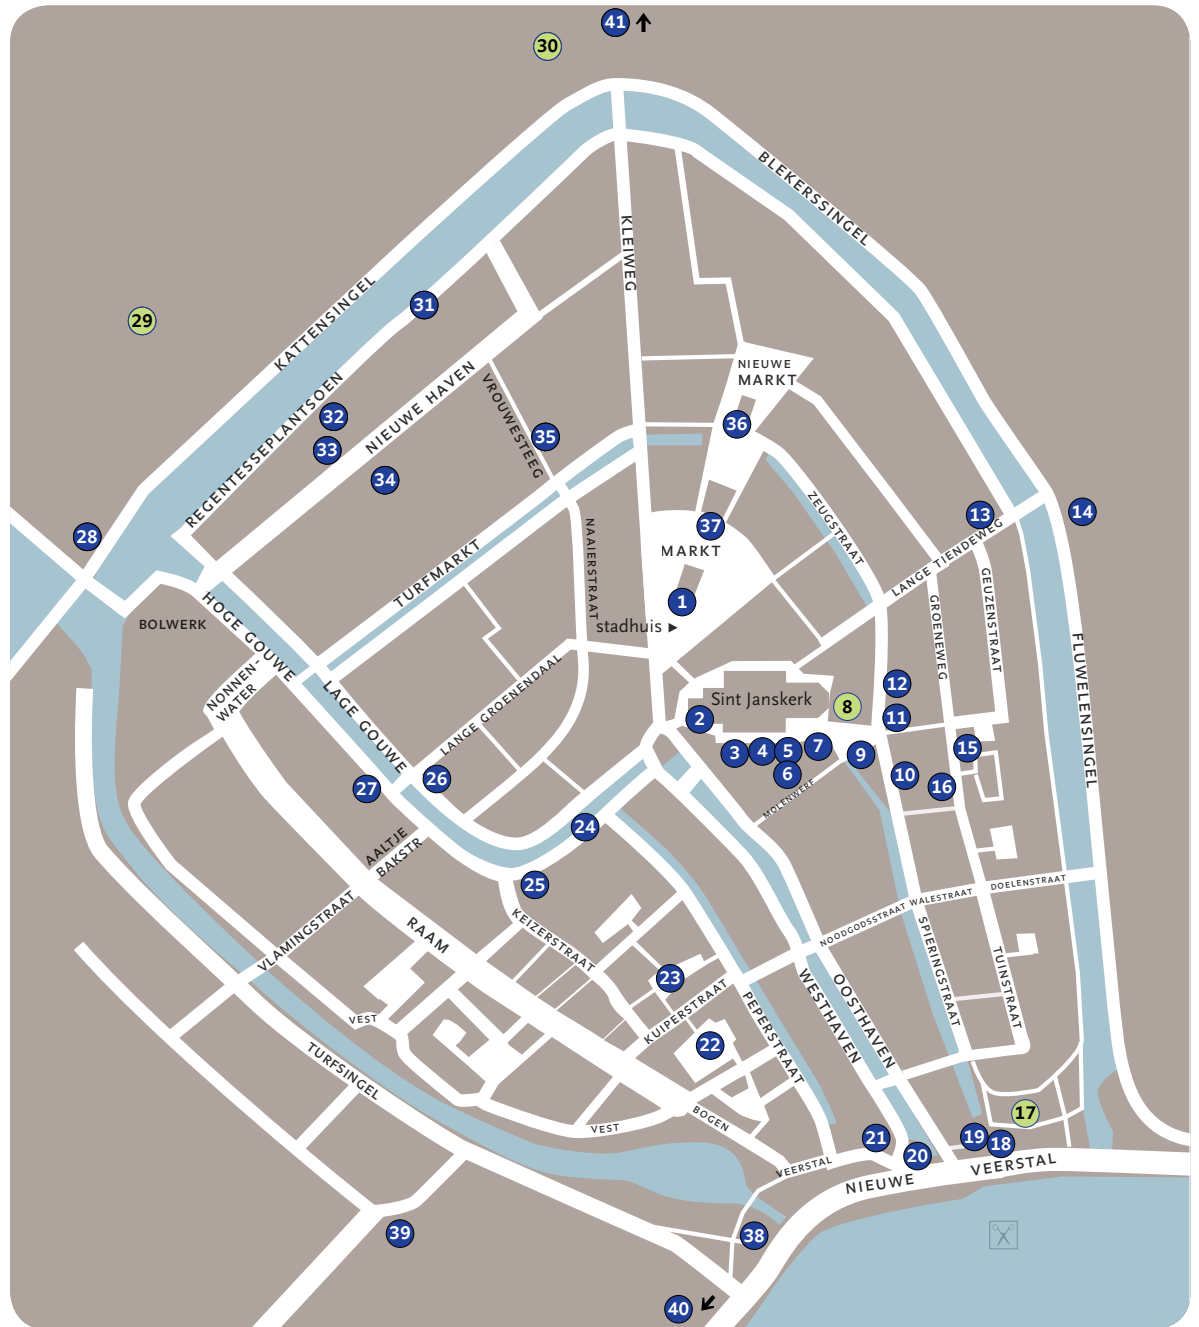 41
30
BLEKERSSINGEL
KLEIWEG
KATTENSINGEL
31
29
NIEUWE
MARKT
REGENTESSEPLANTSOEN
NIEUWE HAVEN
VROUWESTEEG
32
33
34
35
36
37
MARKT
ZEUGSTRAAT
13
14
LANGE TIENDEWEG
28
TURFMARKT
NAAIERSTRAAT
GEUZENSTRAAT
GROENEWEG
1
stadhuis
BOLWERK
HOGE GOUWE
NONNEN-
WATER
LAGE GOUWE
LANGE GROENENDAAL
FLUWELENSINGEL
Sint Janskerk
2
8
12
11
3
4
5
6
7
9
10
15
16
MOLENWERF
26
27
24
25
AALTJE
BAKSTR
VLAMINGSTRAAT
RAAM
KEIZERSTRAAT
NOODGODSSTRAAT
WALESTRAAT
DOELENSTRAAT
SPIERINGSTRAAT
TUINSTRAAT
23
22
KUIPERSTRAAT
PEPERSTRAAT
WESTHAVEN
OOSTHAVEN
VEST
TURFSINGEL
VEST
BOGEN
17
21
19
18
20
VEERSTAL
NIEUWE
VEERSTAL
39
38
40